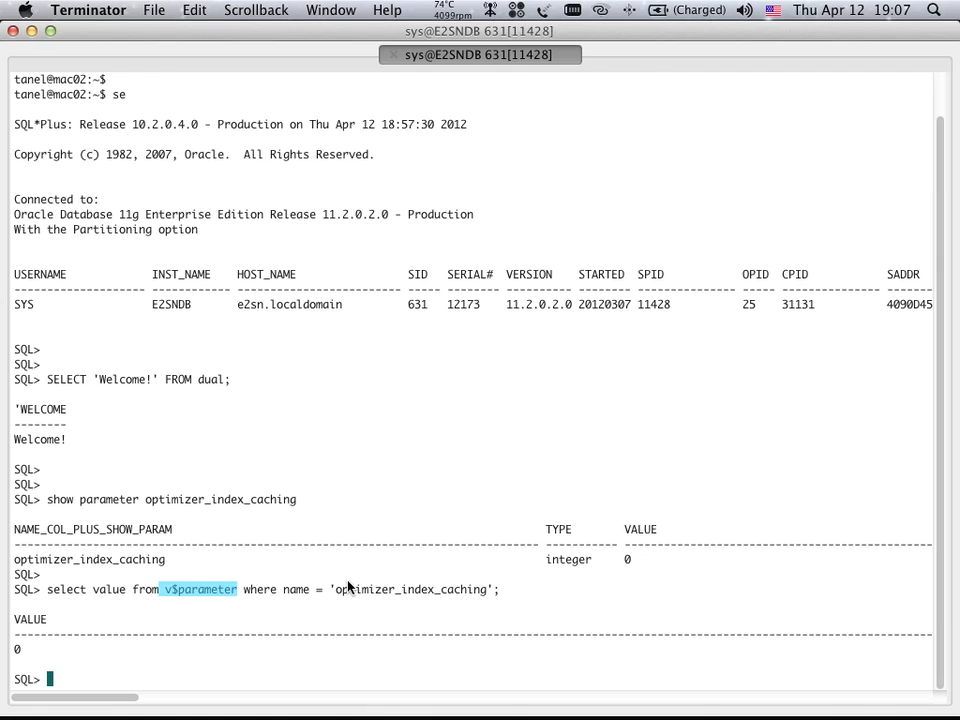 Terminator File Edit Scrollback Window Help 74°C 4099rpm (Charged) Thu Apr 12 19:07
sys@E2SNDB 631[11428]
sys@E2SNDB 631[11428]
tanel@mac02:~$
tanel@mac02:~$ se
SQL*Plus: Release 10.2.0.4.0 - Production on Thu Apr 12 18:57:30 2012
Copyright (c) 1982, 2007, Oracle.  All Rights Reserved.
Connected to:
Oracle Database 11g Enterprise Edition Release 11.2.0.2.0 - Production
With the Partitioning option
USERNAME INST_NAME HOST_NAME SID SERIAL# VERSION STARTED SPID OPID CPID SADDR
SYS E2SNDB e2sn.localdomain 631 12173 11.2.0.2.0 20120307 11428 25 31131 4090D45
SQL>
SQL>
SQL> SELECT 'Welcome!' FROM dual;
'WELCOME
--------
Welcome!
SQL>
SQL>
SQL> show parameter optimizer_index_caching
NAME_COL_PLUS_SHOW_PARAM TYPE VALUE
optimizer_index_caching integer 0
SQL>
SQL> select value from v$parameter where name = 'optimizer_index_caching';
VALUE
0
SQL>